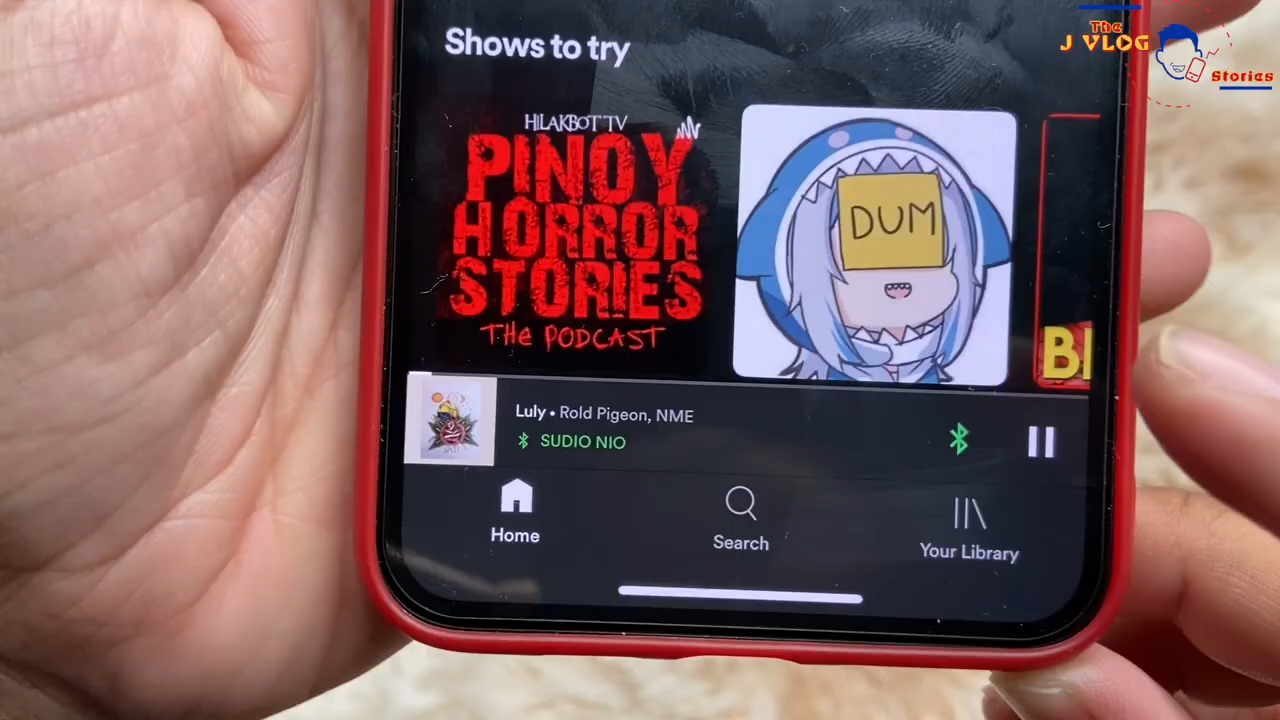 The
J VLOG
Stories
Shows to try
HILAKBOT TV
PINOY
HORROR
STORIES
THe PODCAST
DUM
BI
Luly • Rold Pigeon, NME
SUDIO NIO
Home
Search
Your Library